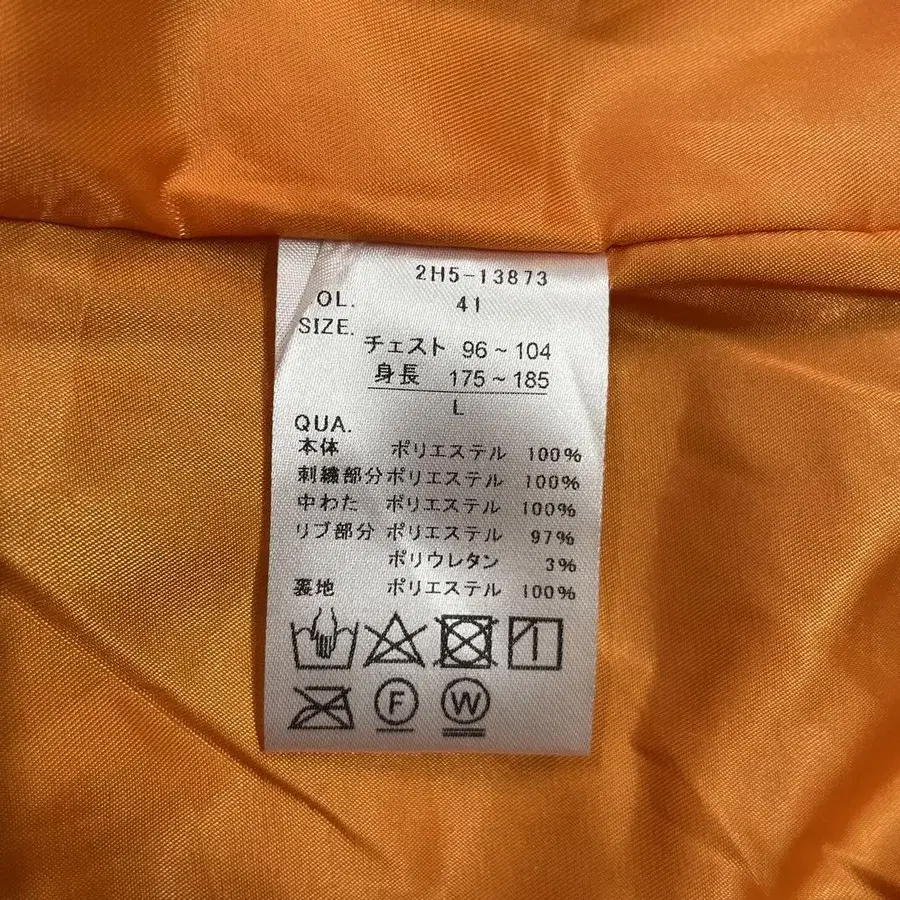 2H5-13873
OL. 41
SIZE.
チェスト 96~104
身長 175~185
L
QUA.
本体 ポリエステル 100%
刺繍部分 ポリエステル 100%
中わた ポリエステル 100%
リブ部分 ポリエステル 97%
ポリウレタン 3%
裏地 ポリエステル 100%
F W